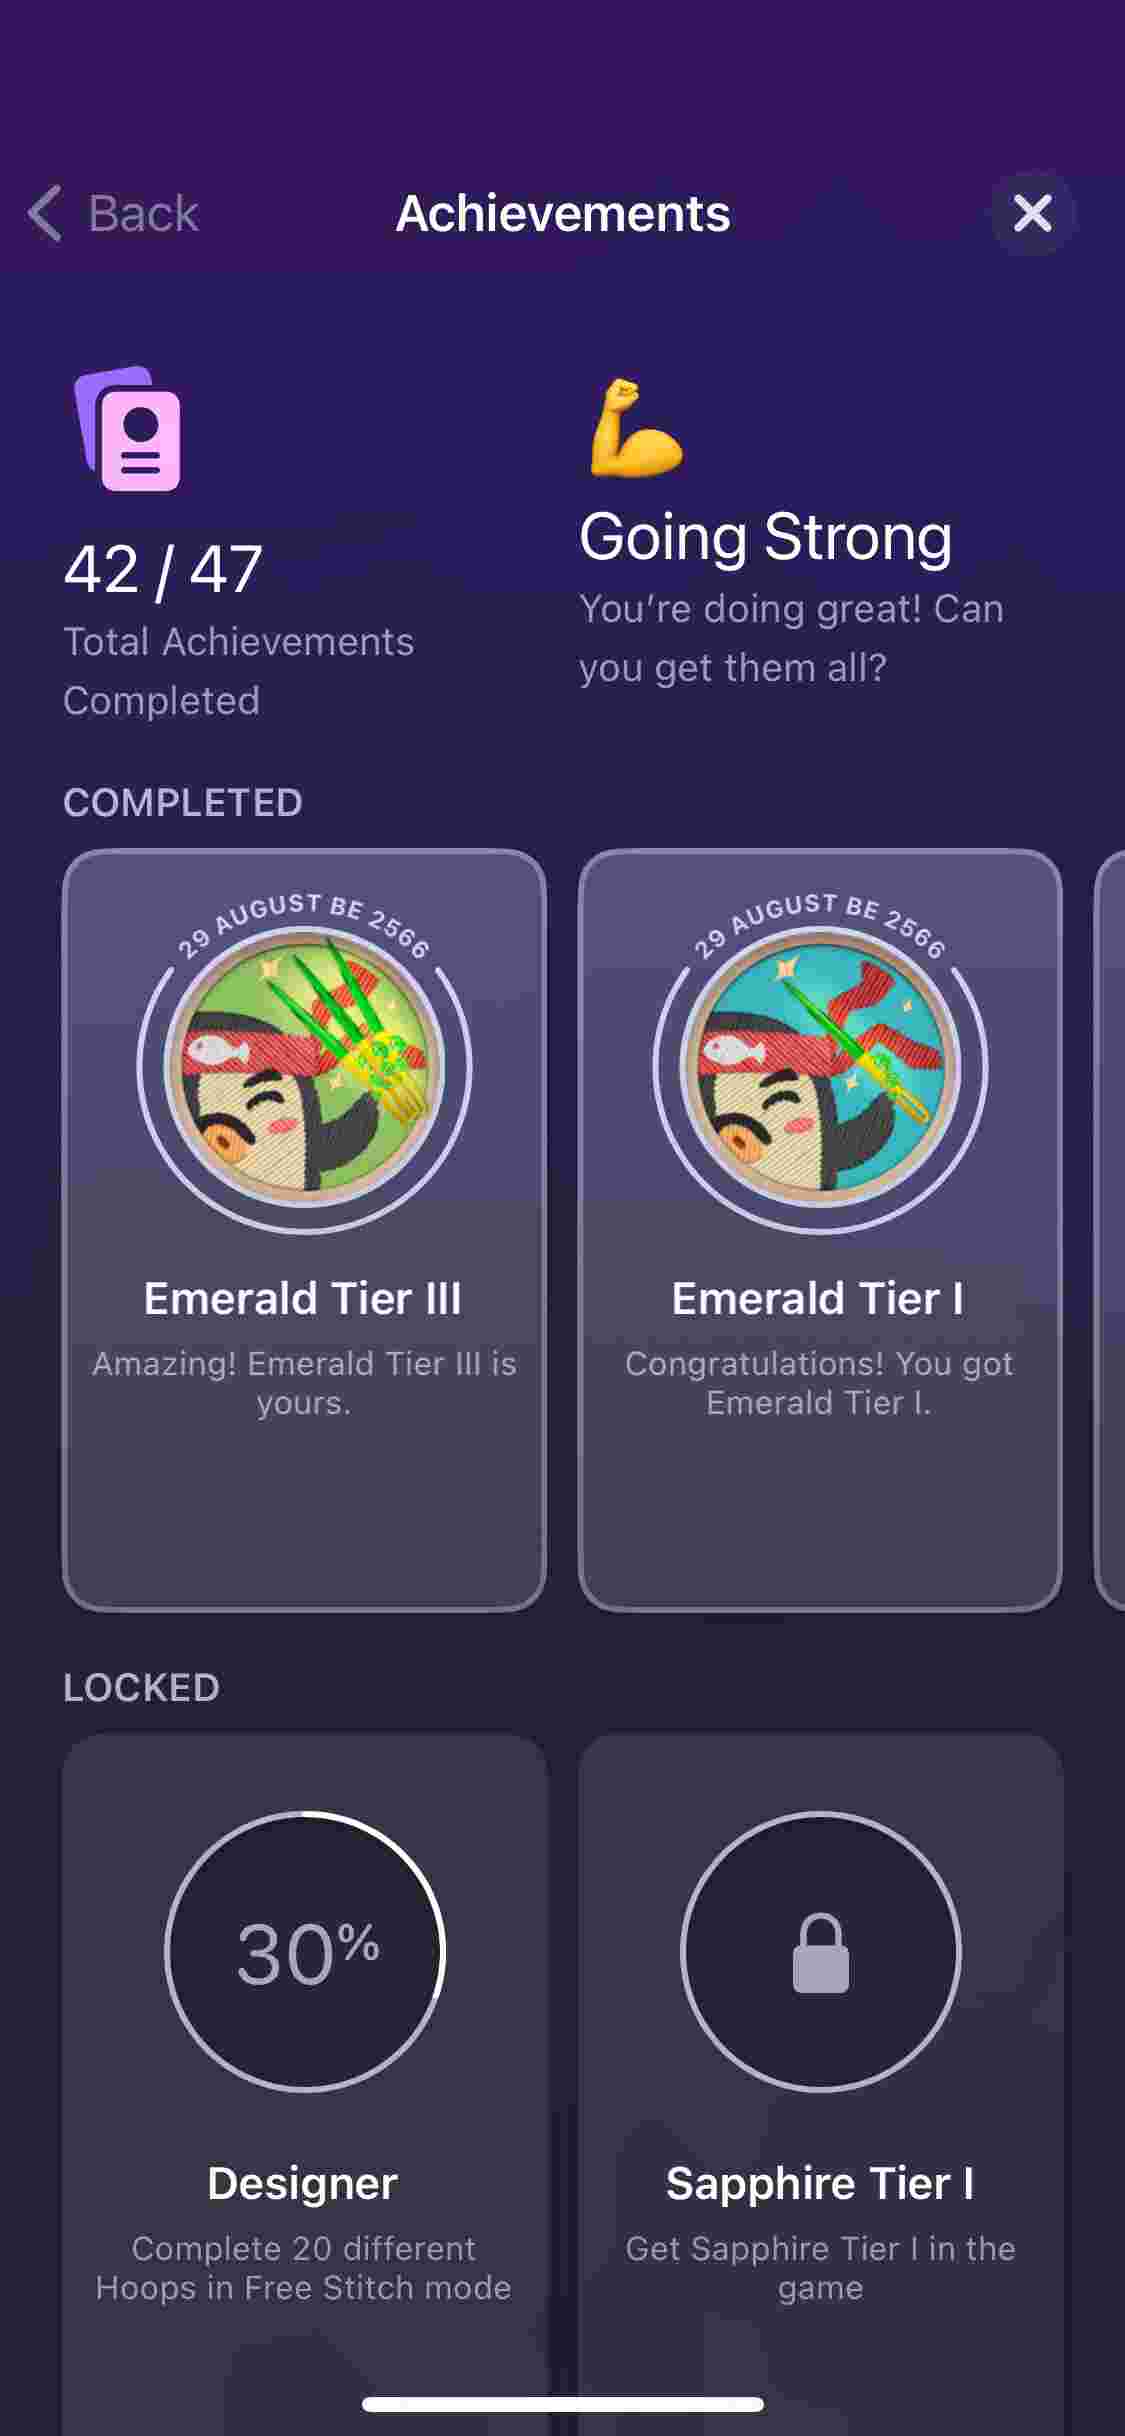 Back
Achievements
42 / 47
Total Achievements
Completed
Going Strong
You're doing great! Can
you get them all?
COMPLETED
29 AUGUST BE 2566
Emerald Tier III
Amazing! Emerald Tier III is
yours.
29 AUGUST BE 2566
Emerald Tier I
Congratulations! You got
Emerald Tier I.
LOCKED
30%
Designer
Complete 20 different
Hoops in Free Stitch mode
Sapphire Tier I
Get Sapphire Tier I in the
game